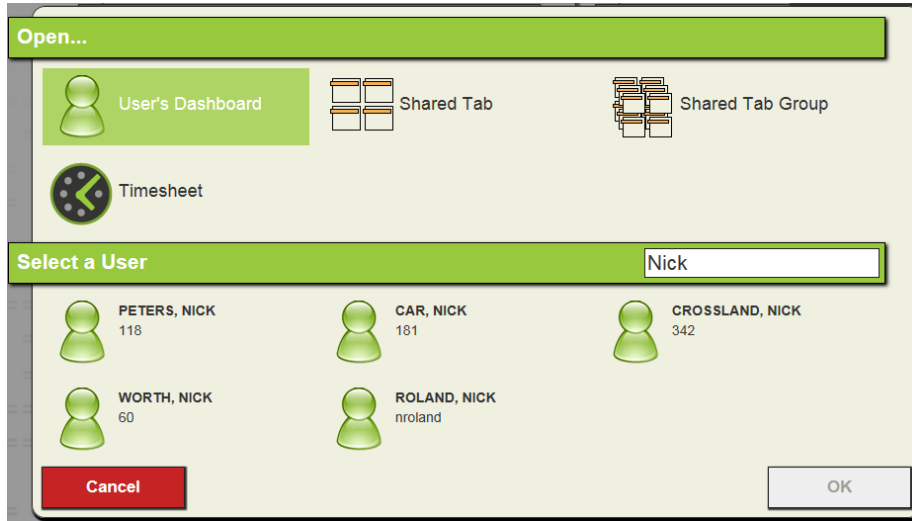 Open...
User's Dashboard
Shared Tab
Shared Tab Group
Timesheet
Select a User
Nick
PETERS, NICK
118
CAR, NICK
181
CROSSLAND, NICK
342
WORTH, NICK
60
ROLAND, NICK
nroland
Cancel
OK